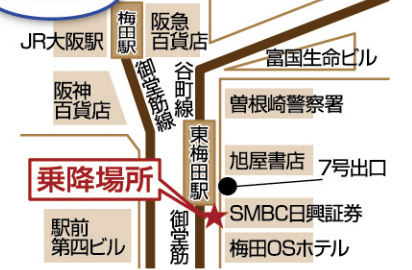 梅田駅
阪急
百貨店
JR大阪駅
富国生命ビル
御堂筋線
谷町線
阪神
百貨店
曽根崎警察署
東梅田駅
旭屋書店
7号出口
乗降場所
SMBC日興証券
御堂筋
駅前
第四ビル
梅田OSホテル